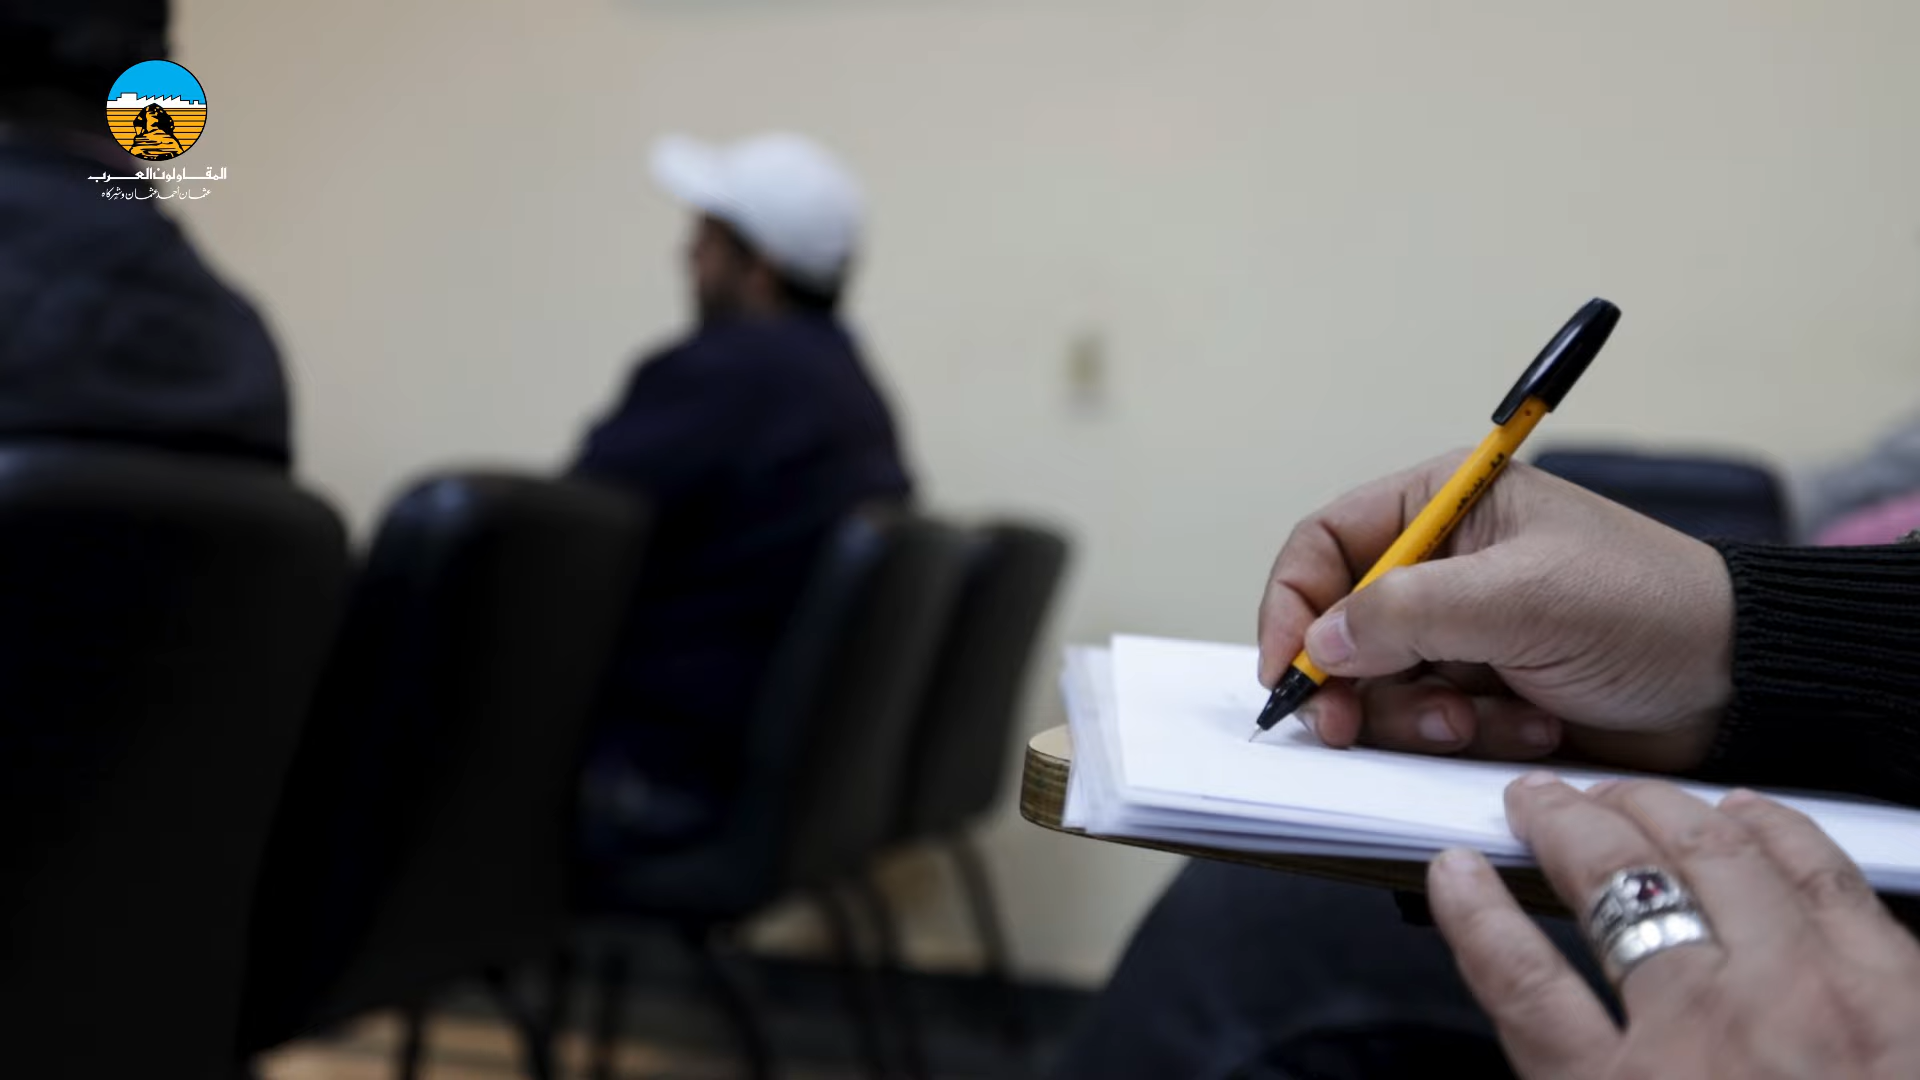 المقاولون العرب
عثمان أحمد عثمان وشركاه